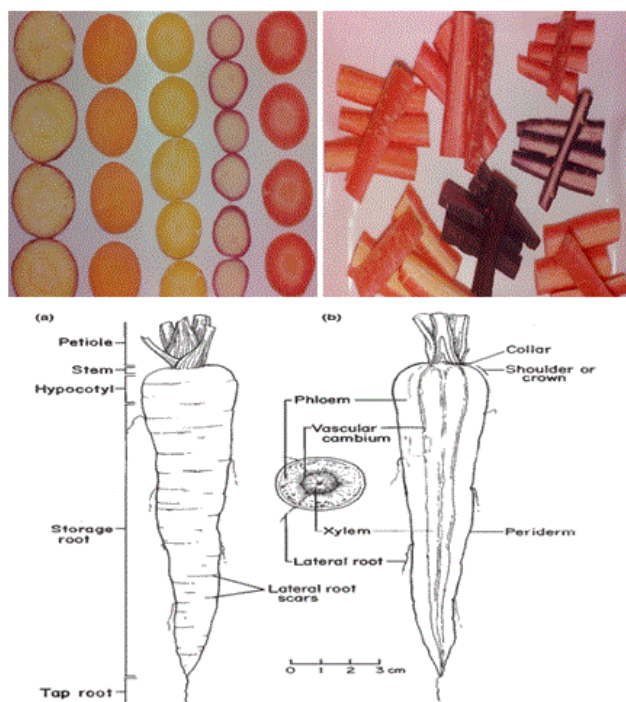 (a)
(b)
Petiole
Collar
Stem
Shoulder or
crown
Hypocotyl
Phloem
Vascular
cambium
Storage
root
Xylem
Periderm
Lateral root
Lateral root
scars
0 1 2 3 cm
Tap root